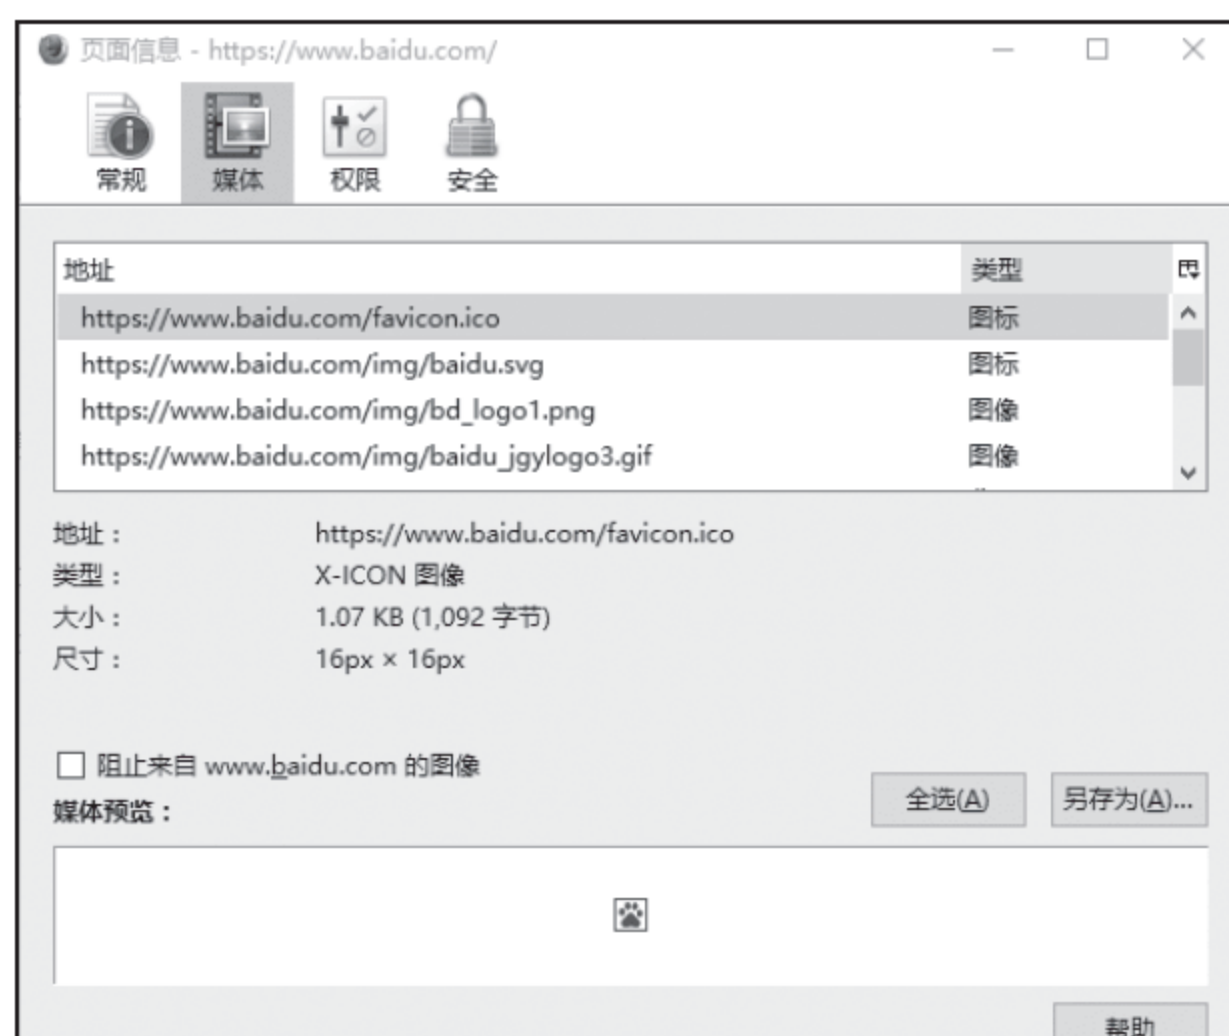 页面信息 - https://www.baidu.com/
常规 媒体 权限 安全
地址 类型
https://www.baidu.com/favicon.ico 图标
https://www.baidu.com/img/baidu.svg 图标
https://www.baidu.com/img/bd_logo1.png 图像
https://www.baidu.com/img/baidu_jgylogo3.gif 图像
地址： https://www.baidu.com/favicon.ico
类型： X-ICON 图像
大小： 1.07 KB (1,092 字节)
尺寸： 16px × 16px
阻止来自 www.baidu.com 的图像
全选(A) 另存为(A)...
媒体预览：
帮助